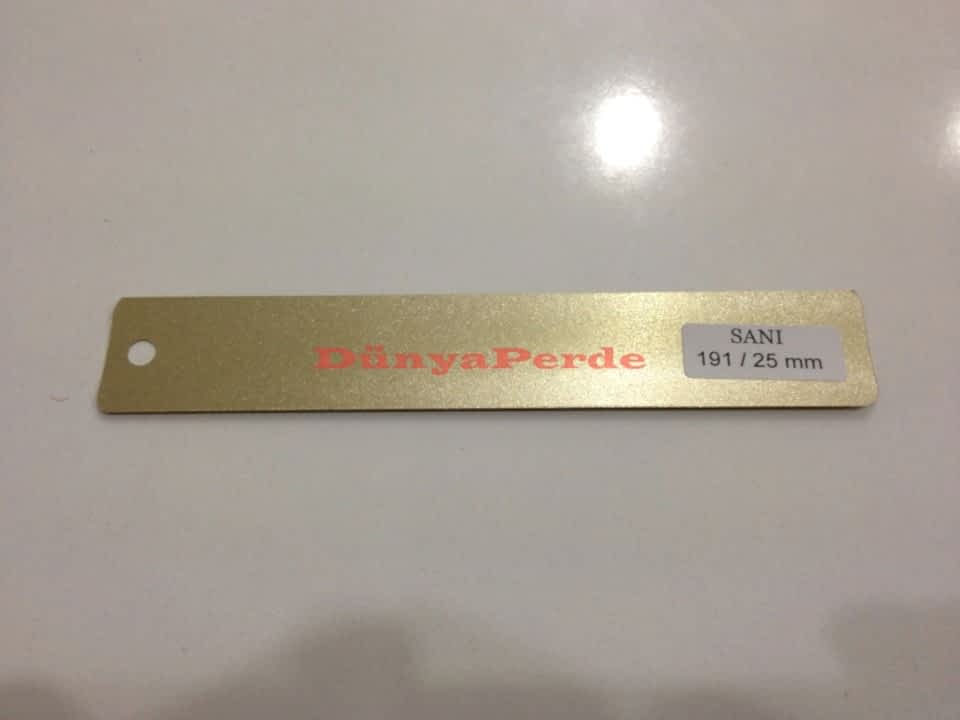 DünyaPerde
SANI
191 / 25 mm